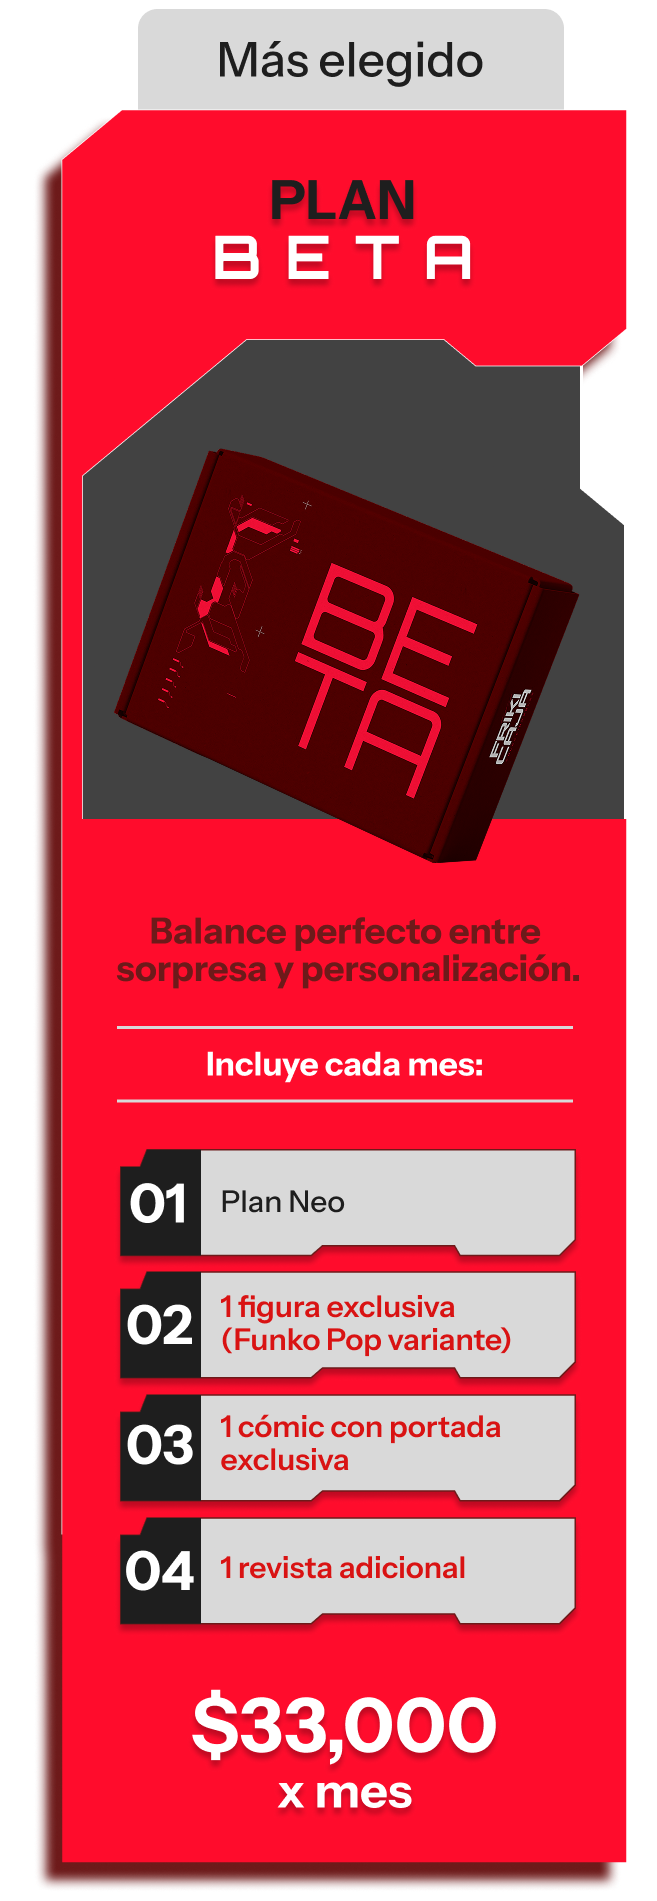 Más elegido
PLAN
BETA
BE
TA
FRIKI
CAJA
Balance perfecto entre
sorpresa y personalización.
Incluye cada mes:
01
Plan Neo
02
1 figura exclusiva
(Funko Pop variante)
03
1 cómic con portada
exclusiva
04
1 revista adicional
$33,000
x mes